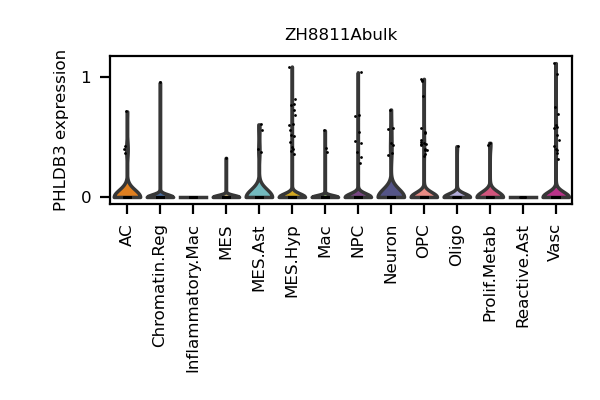 ZH8811Abulk
PHLDB3 expression
1
0
AC
Chromatin.Reg
Inflammatory.Mac
MES
MES.Ast
MES.Hyp
Mac
NPC
Neuron
OPC
Oligo
Prolif.Metab
Reactive.Ast
Vasc